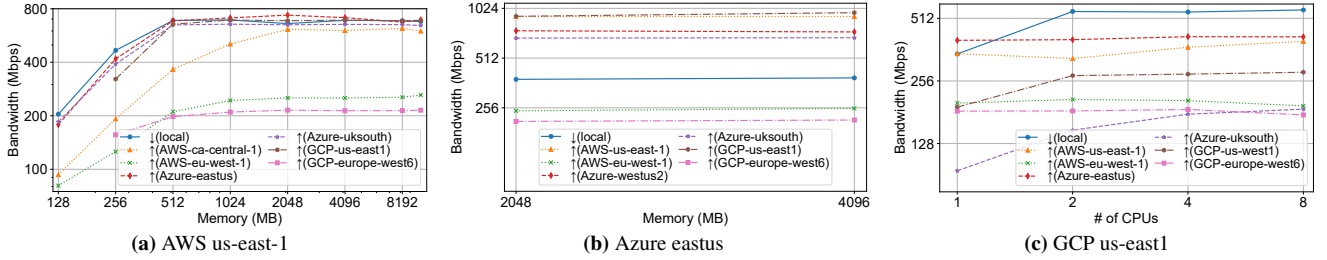 Bandwidth (Mbps)
800
400
200
100
128 256 512 1024 2048 4096 8192
Memory (MB)
↓(local)
↑(AWS-ca-central-1)
↑(AWS-eu-west-1)
↑(Azure-eastus)
↑(Azure-uksouth)
↑(GCP-us-east1)
↑(GCP-europe-west6)
(a) AWS us-east-1
Bandwidth (Mbps)
1024
512
256
2048 4096
Memory (MB)
↓(local)
↑(AWS-us-east-1)
↑(AWS-eu-west-1)
↑(Azure-westus2)
↑(Azure-uksouth)
↑(GCP-us-east1)
↑(GCP-europe-west6)
(b) Azure eastus
Bandwidth (Mbps)
512
256
128
1 2 4 8
# of CPUs
↓(local)
↑(AWS-us-east-1)
↑(AWS-eu-west-1)
↑(Azure-eastus)
↑(Azure-uksouth)
↑(GCP-us-west1)
↑(GCP-europe-west6)
(c) GCP us-east1